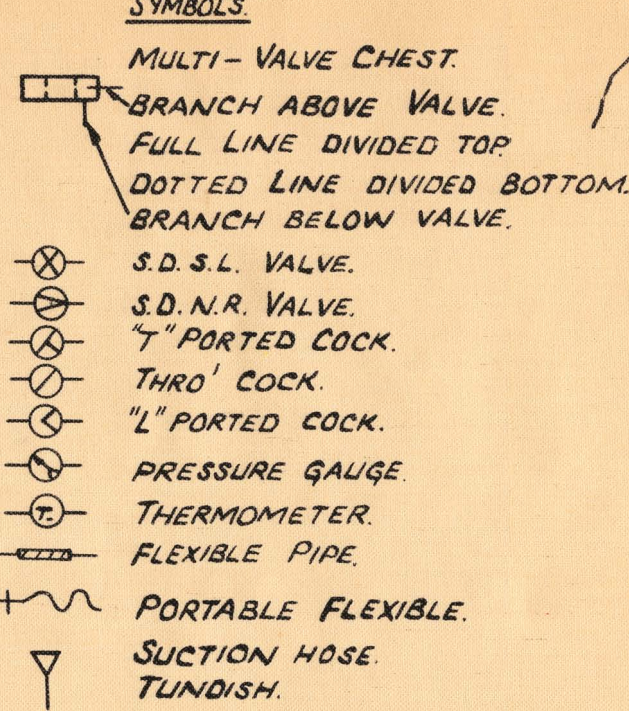 SYMBOLS.
MULTI- VALVE CHEST.
BRANCH ABOVE VALVE.
FULL LINE DIVIDED TOP.
DOTTED LINE DIVIDED BOTTOM.
BRANCH BELOW VALVE.
S.D.S.L. VALVE.
S.D.N.R. VALVE.
"T" PORTED COCK.
THRO' COCK.
"L" PORTED COCK.
PRESSURE GAUGE.
T
THERMOMETER.
FLEXIBLE PIPE.
PORTABLE FLEXIBLE.
SUCTION HOSE.
TUNDISH.